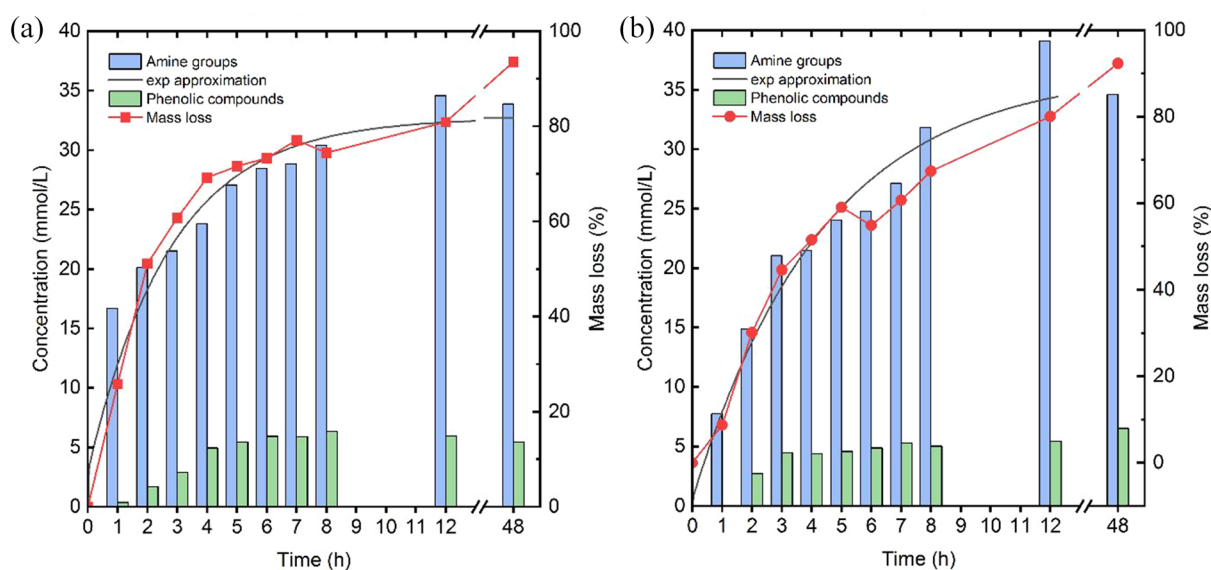 (a)
40
35
30
25
20
15
10
5
0
Concentration (mmol/L)
Amine groups
exp approximation
Phenolic compounds
Mass loss
100
80
60
40
20
0
Mass loss (%)
0 1 2 3 4 5 6 7 8 9 10 11 12 48
Time (h)
(b)
40
35
30
25
20
15
10
5
0
Concentration (mmol/L)
Amine groups
exp approximation
Phenolic compounds
Mass loss
100
80
60
40
20
0
Mass loss (%)
0 1 2 3 4 5 6 7 8 9 10 11 12 48
Time (h)